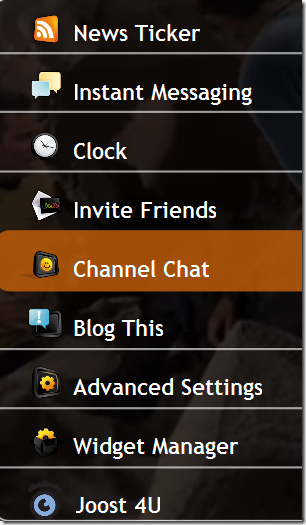 News Ticker
Instant Messaging
Clock
Invite Friends
Channel Chat
Blog This
Advanced Settings
Widget Manager
Joost 4U